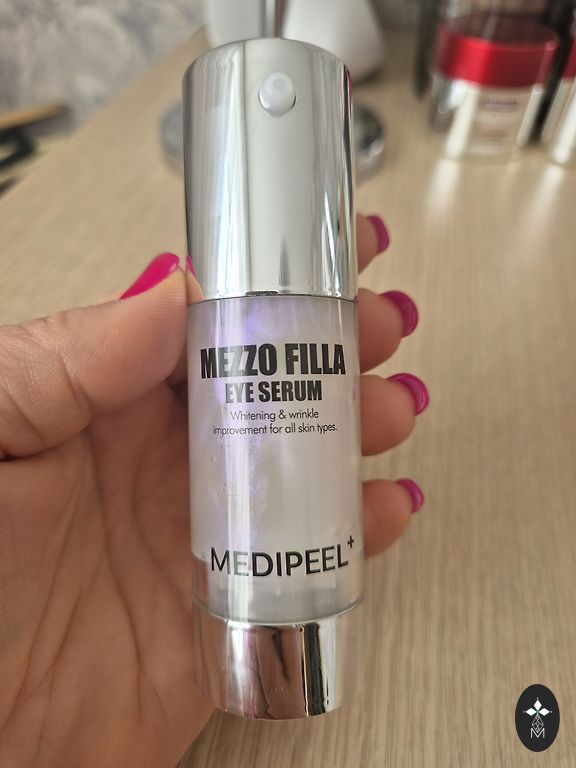 MEZZO FILLA
EYE SERUM
Whitening & wrinkle
improvement for all skin types.
MEDIPEEL+